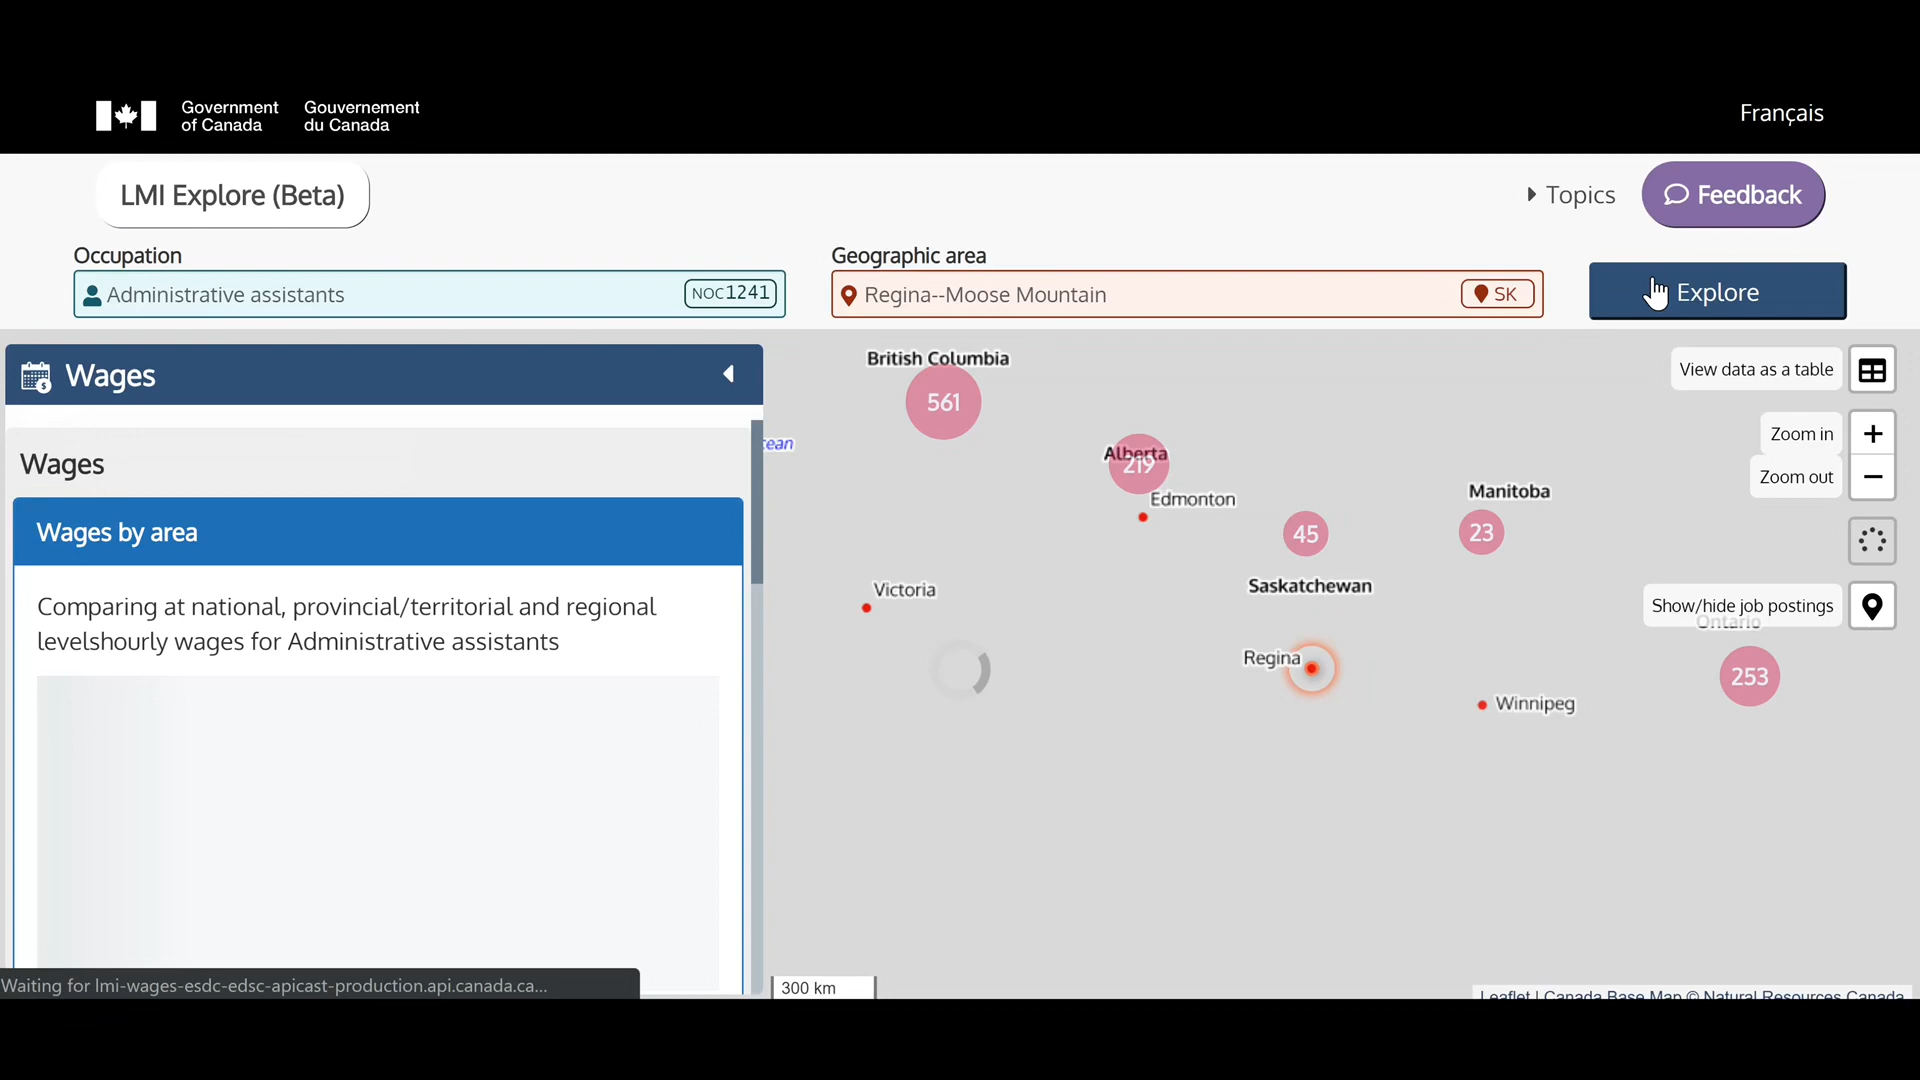 Government
of Canada
Gouvernement
du Canada
Français
LMI Explore (Beta)
Topics
Feedback
Occupation
Geographic area
Administrative assistants
NOC1241
Regina--Moose Mountain
SK
Explore
Wages
British Columbia
561
View data as a table
ean
Alberta
219
Zoom in
+
Zoom out
−
Wages
Edmonton
Manitoba
Wages by area
45
23
Victoria
Saskatchewan
Comparing at national, provincial/territorial and regional
levelshourly wages for Administrative assistants
Show/hide job postings
Ontario
Regina
253
Winnipeg
Waiting for lmi-wages-esdc-edsc-apicast-production.api.canada.ca...
300 km
Leaflet | Canada Base Map © Natural Resources Canada